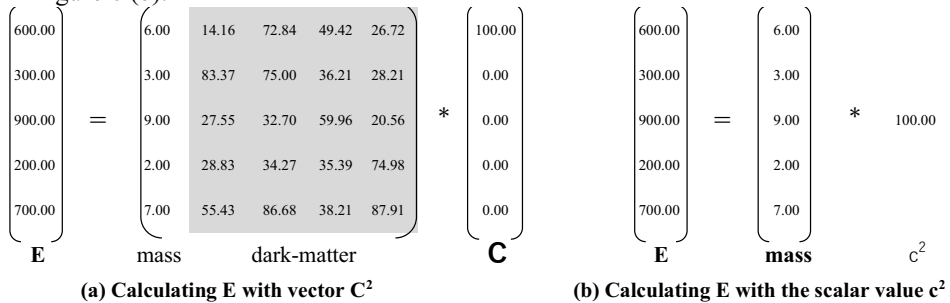 600.00 6.00 14.16 72.84 49.42 26.72 100.00
300.00 3.00 83.37 75.00 36.21 28.21 0.00
900.00 = 9.00 27.55 32.70 59.96 20.56 * 0.00
200.00 2.00 28.83 34.27 35.39 74.98 0.00
700.00 7.00 55.43 86.68 38.21 87.91 0.00
E mass dark-matter C
(a) Calculating E with vector C²
600.00 6.00
300.00 3.00
900.00 = 9.00 * 100.00
200.00 2.00
700.00 7.00
E mass c²
(b) Calculating E with the scalar value c²